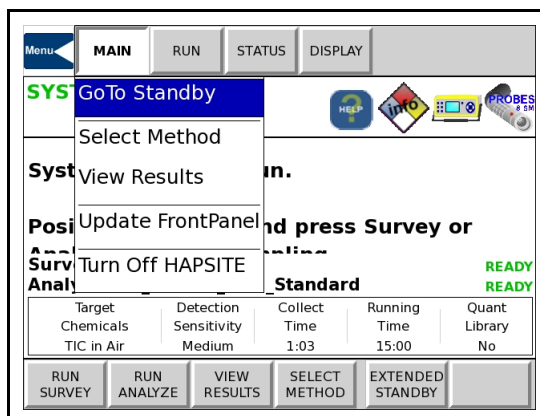 Menu MAIN RUN STATUS DISPLAY
SYS
GoTo Standby
HELP info PROBES & SM
Select Method
Syst un.
View Results
Update FrontPanel
Posi nd press Survey or
Surv READY
Turn Off HAPSITE
Analy _Standard READY
Target Detection Collect Running Quant
Chemicals Sensitivity Time Time Library
TIC in Air Medium 1:03 15:00 No
RUN RUN VIEW SELECT EXTENDED
SURVEY ANALYZE RESULTS METHOD STANDBY